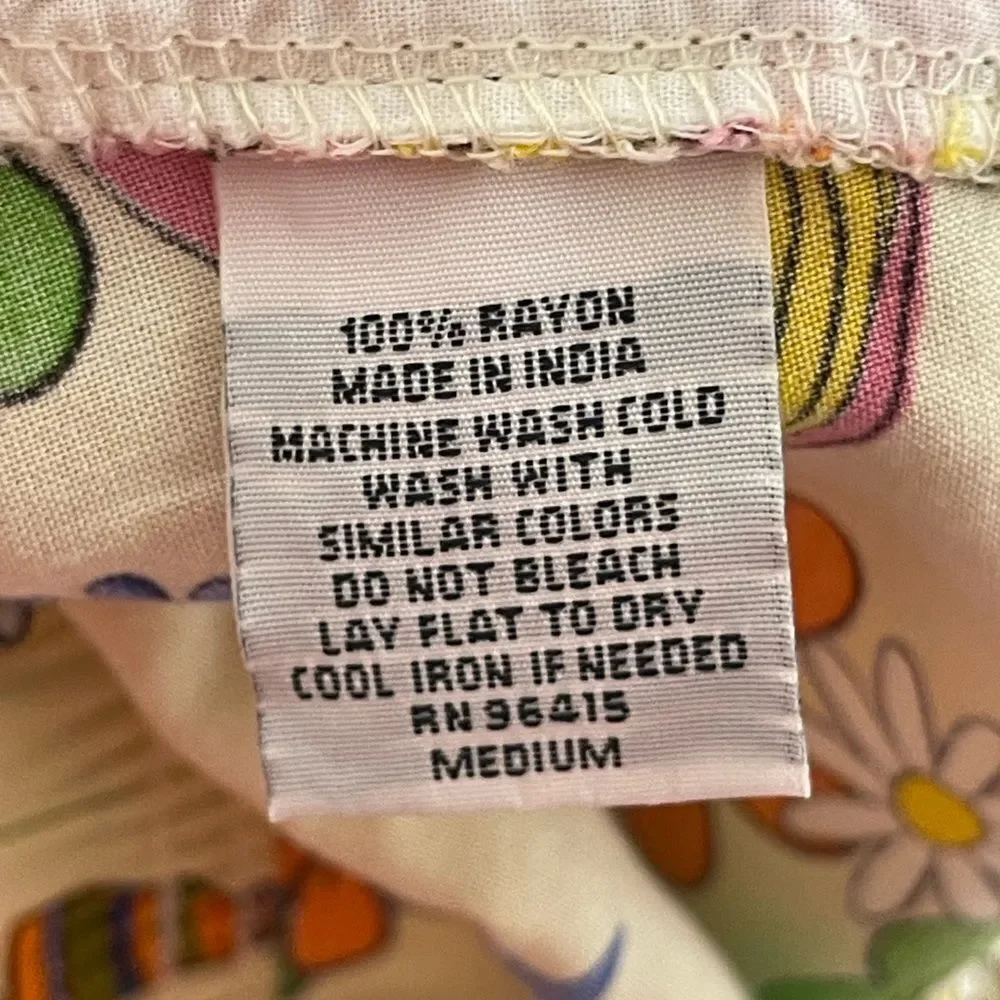 100% RAYON
MADE IN INDIA
MACHINE WASH COLD
WASH WITH
SIMILAR COLORS
DO NOT BLEACH
LAY FLAT TO DRY
COOL IRON IF NEEDED
RN 96415
MEDIUM